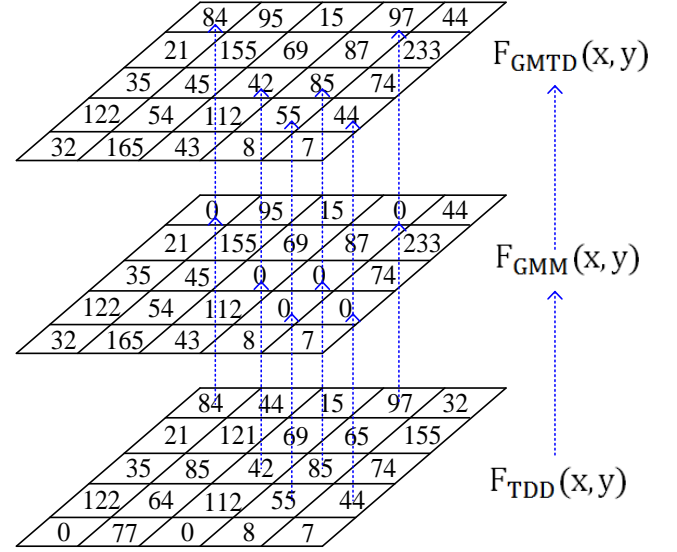 84 95 15 97 44
21 155 69 87 233
F_GMTD(x, y)
35 45 42 85 74
122 54 112 55 44
32 165 43 8 7
0 95 15 0 44
21 155 69 87 233
F_GMM(x, y)
35 45 0 0 74
122 54 112 0 0
32 165 43 8 7
84 44 15 97 32
21 121 69 65 155
35 85 42 85 74
F_TDD(x, y)
122 64 112 55 44
0 77 0 8 7